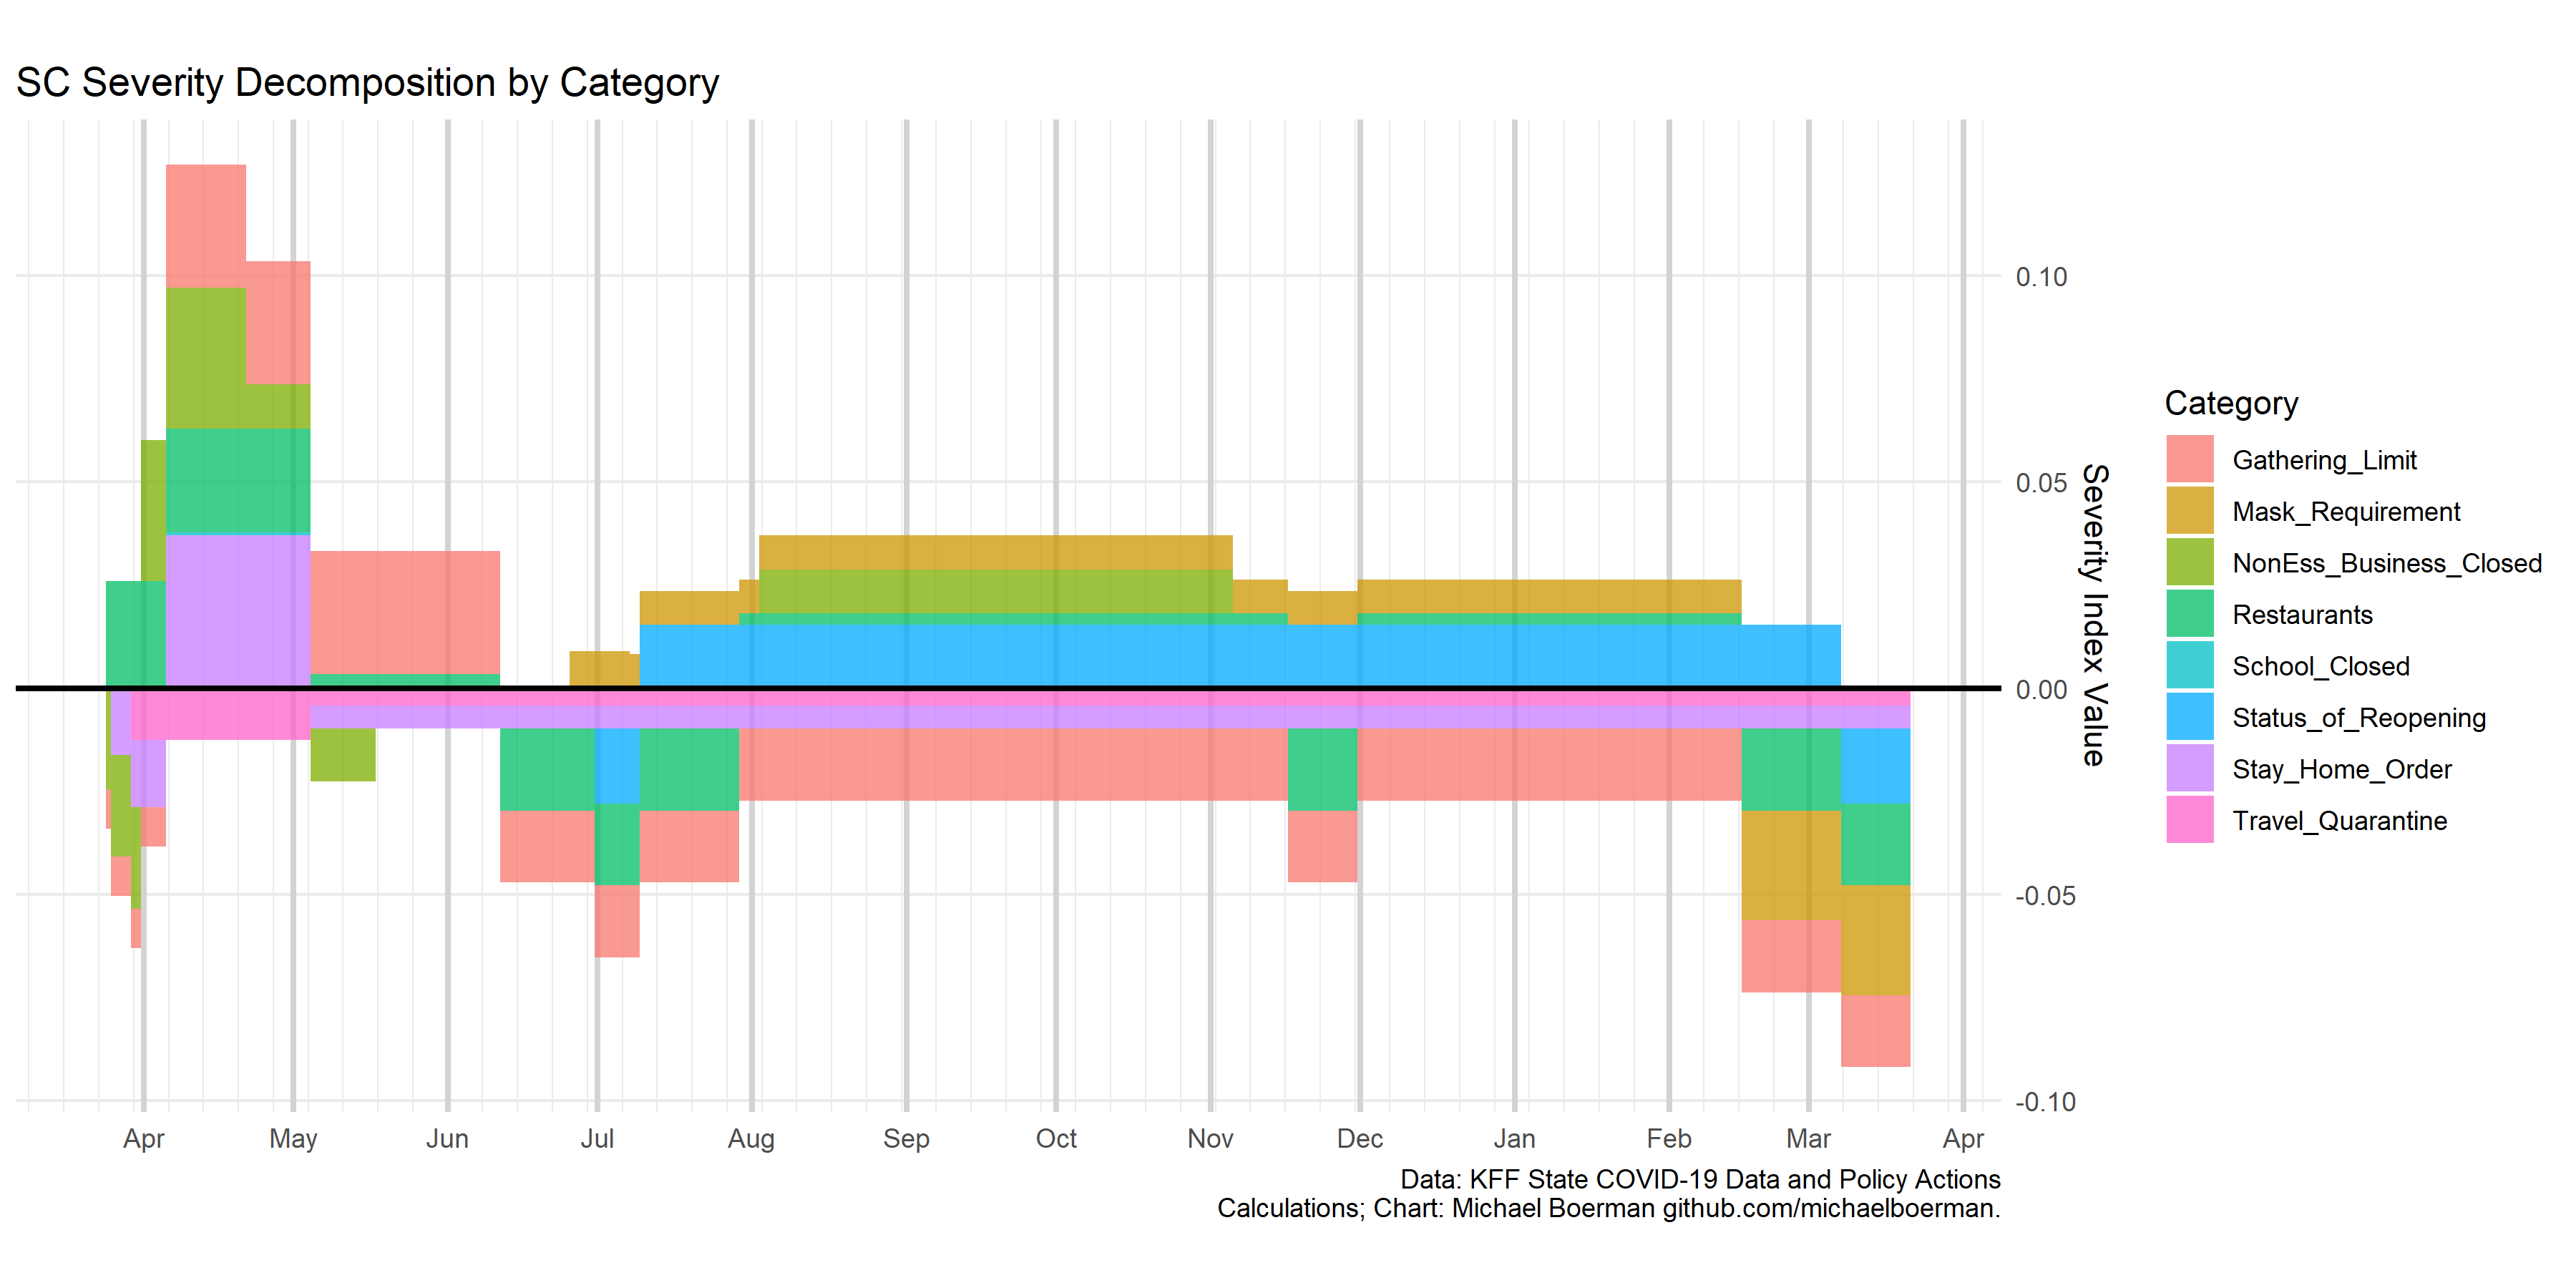 SC Severity Decomposition by Category
0.10
0.05
0.00
-0.05
-0.10
Severity Index Value
Apr May Jun Jul Aug Sep Oct Nov Dec Jan Feb Mar Apr
Data: KFF State COVID-19 Data and Policy Actions
Calculations; Chart: Michael Boerman github.com/michaelboerman.
Category
Gathering_Limit
Mask_Requirement
NonEss_Business_Closed
Restaurants
School_Closed
Status_of_Reopening
Stay_Home_Order
Travel_Quarantine